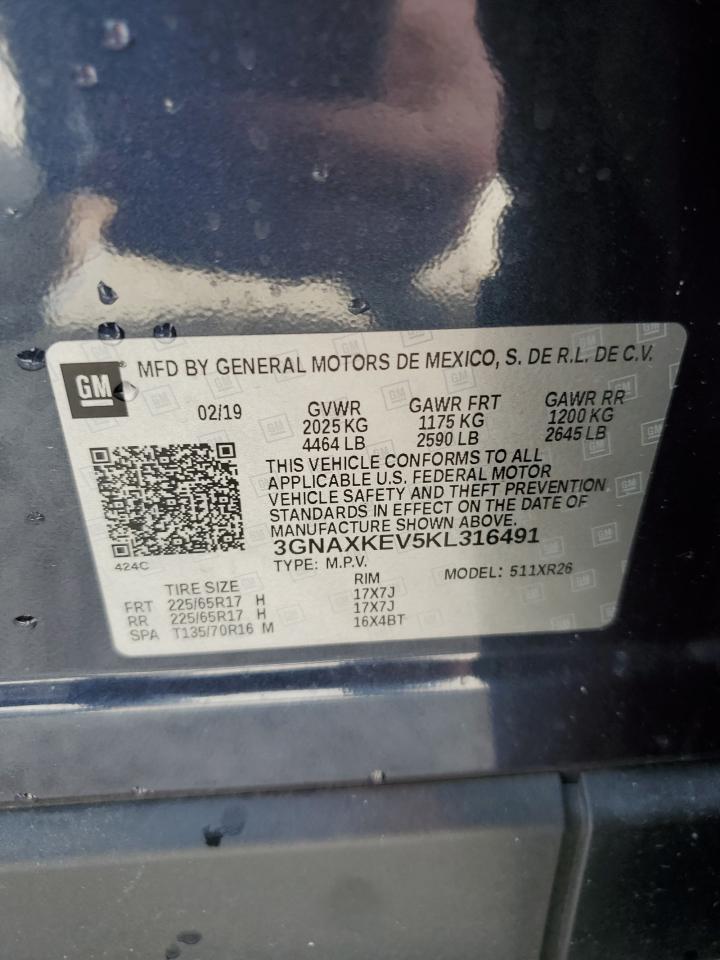 GM
MFD BY GENERAL MOTORS DE MEXICO, S. DE R.L. DE C.V.
02/19 GVWR GAWR FRT GAWR RR
2025 KG 1175 KG 1200 KG
4464 LB 2590 LB 2645 LB
THIS VEHICLE CONFORMS TO ALL
APPLICABLE U.S. FEDERAL MOTOR
VEHICLE SAFETY AND THEFT PREVENTION
STANDARDS IN EFFECT ON THE DATE OF
MANUFACTURE SHOWN ABOVE.
3GNAXKEV5KL316491
424C
TYPE: M.P.V. MODEL: 511XR26
TIRE SIZE RIM
FRT 225/65R17 H 17X7J
RR 225/65R17 H 17X7J
SPA T135/70R16 M 16X4BT